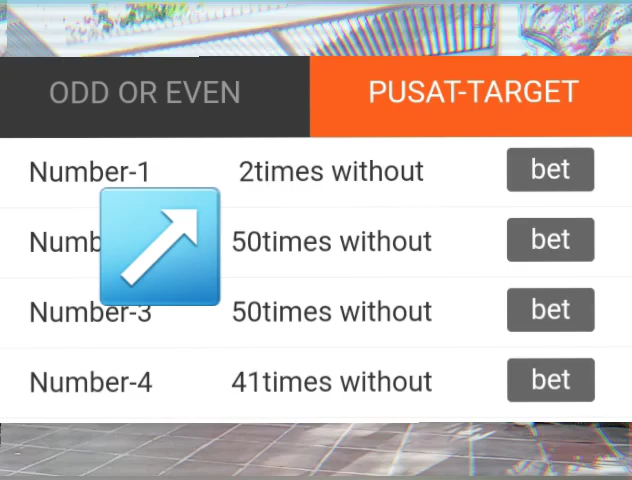 ODD OR EVEN PUSAT-TARGET
Number-1 2times without bet
Numb 50times without bet
Number-3 50times without bet
Number-4 41times without bet